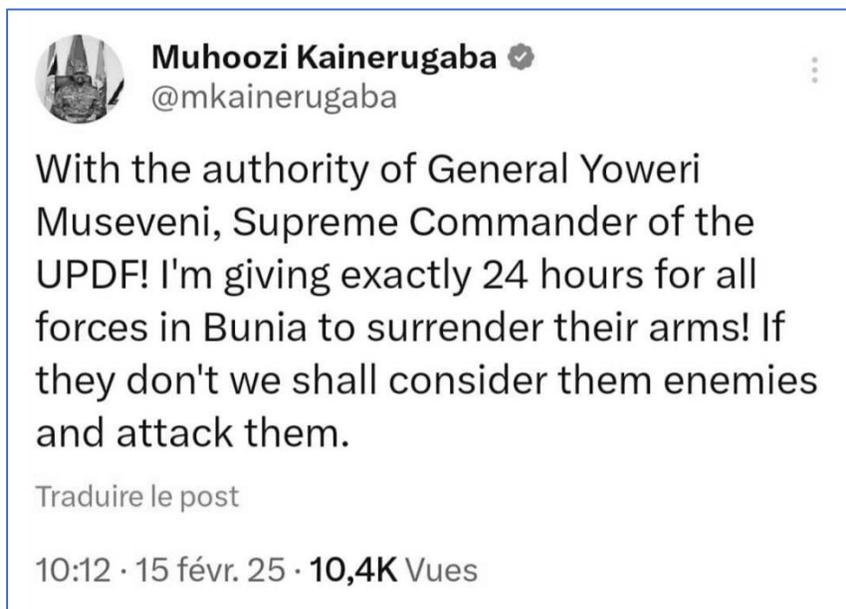 Muhoozi Kainerugaba
@mkainerugaba
With the authority of General Yoweri
Museveni, Supreme Commander of the
UPDF! I'm giving exactly 24 hours for all
forces in Bunia to surrender their arms! If
they don't we shall consider them enemies
and attack them.
Traduire le post
10:12 · 15 févr. 25 · 10,4K Vues